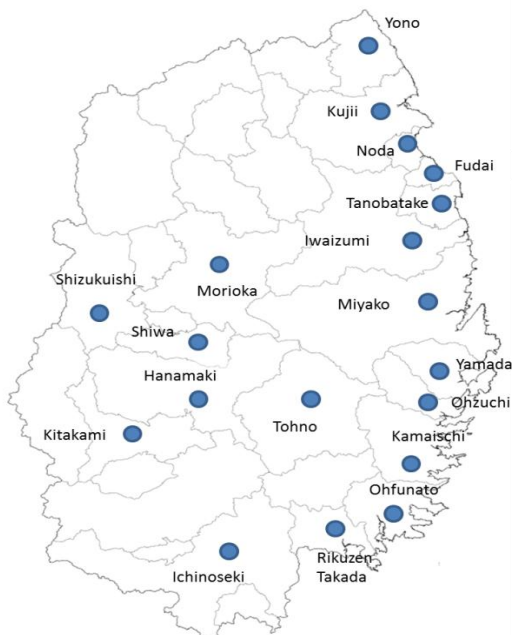 Yono
Kujii
Noda
Fudai
Tanobatake
Iwaizumi
Shizukuishi
Morioka
Miyako
Shiwa
Yamada
Hanamaki
Ohzuchi
Kitakami
Tohno
Kamaischi
Ohfunato
Rikuzen
Takada
Ichinoseki